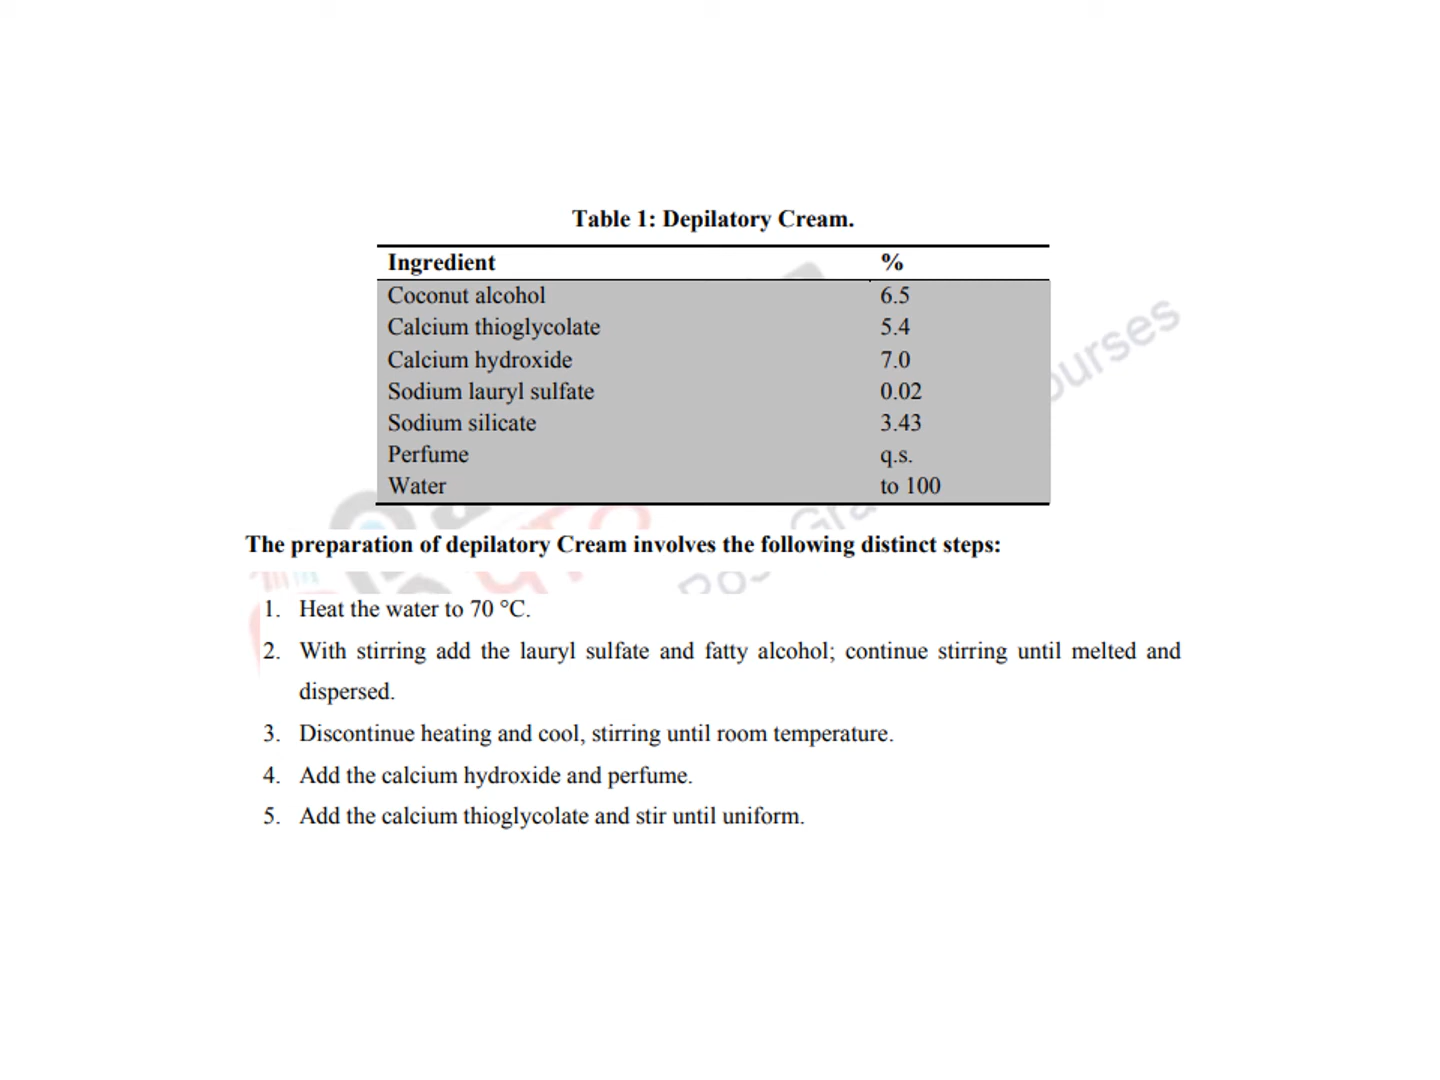 Table 1: Depilatory Cream.
Ingredient %
Coconut alcohol 6.5
Calcium thioglycolate 5.4
Calcium hydroxide 7.0
Sodium lauryl sulfate 0.02
Sodium silicate 3.43
Perfume q.s.
Water to 100
The preparation of depilatory Cream involves the following distinct steps:
1. Heat the water to 70 °C.
2. With stirring add the lauryl sulfate and fatty alcohol; continue stirring until melted and
dispersed.
3. Discontinue heating and cool, stirring until room temperature.
4. Add the calcium hydroxide and perfume.
5. Add the calcium thioglycolate and stir until uniform.